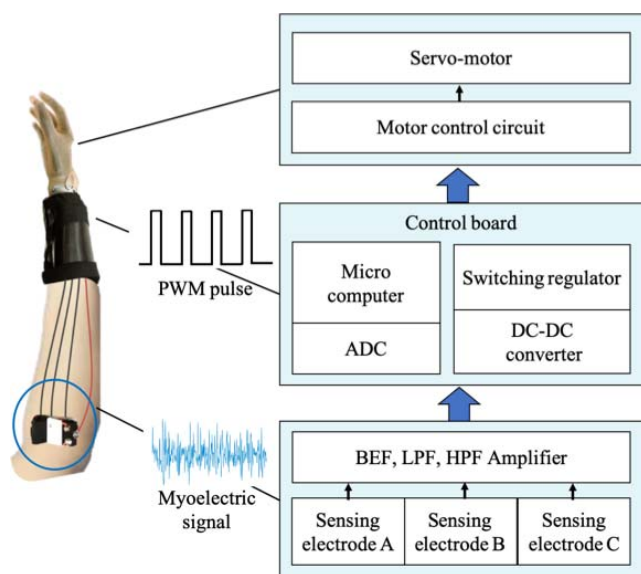 Servo-motor
Motor control circuit
Control board
Micro
computer
ADC
Switching regulator
DC-DC
converter
PWM pulse
BEF, LPF, HPF Amplifier
Myoelectric
signal
Sensing
electrode A
Sensing
electrode B
Sensing
electrode C